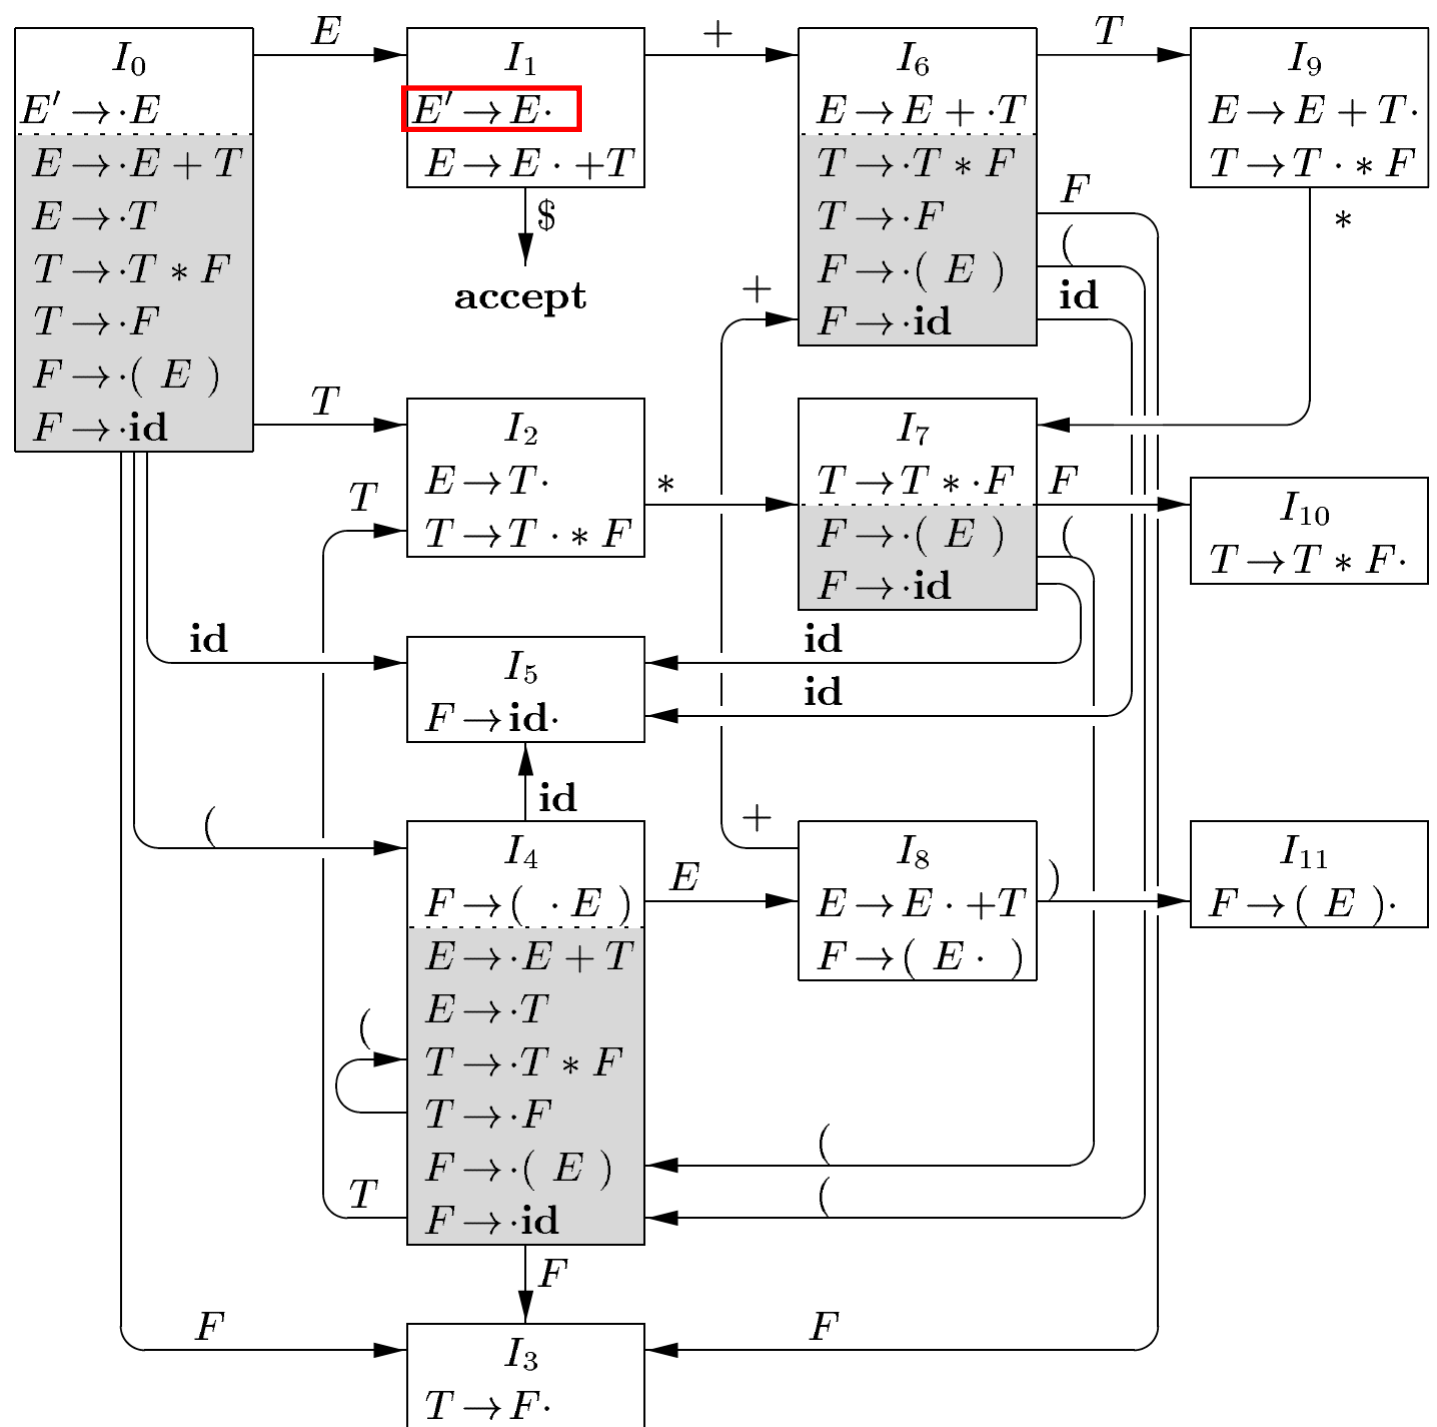 I₀
E′ → ·E
E → ·E + T
E → ·T
T → ·T * F
T → ·F
F → ·( E )
F → ·id
E
I₁
E′ → E·
E → E · +T
$
accept
+
I₆
E → E + ·T
T → ·T * F
T → ·F
F → ·( E )
F → ·id
T
I₉
E → E + T·
T → T · * F
*
F
(
id
+
T
I₂
E → T·
T → T · * F
*
I₇
T → T * ·F
F → ·( E )
F → ·id
F
(
I₁₀
T → T * F·
T
id
I₅
F → id·
id
id
id
(
I₄
F → ( · E )
E → ·E + T
E → ·T
T → ·T * F
T → ·F
F → ·( E )
F → ·id
E
+
I₈
E → E · +T
F → ( E · )
)
I₁₁
F → ( E )·
(
T
(
(
F
F
I₃
T → F·
F